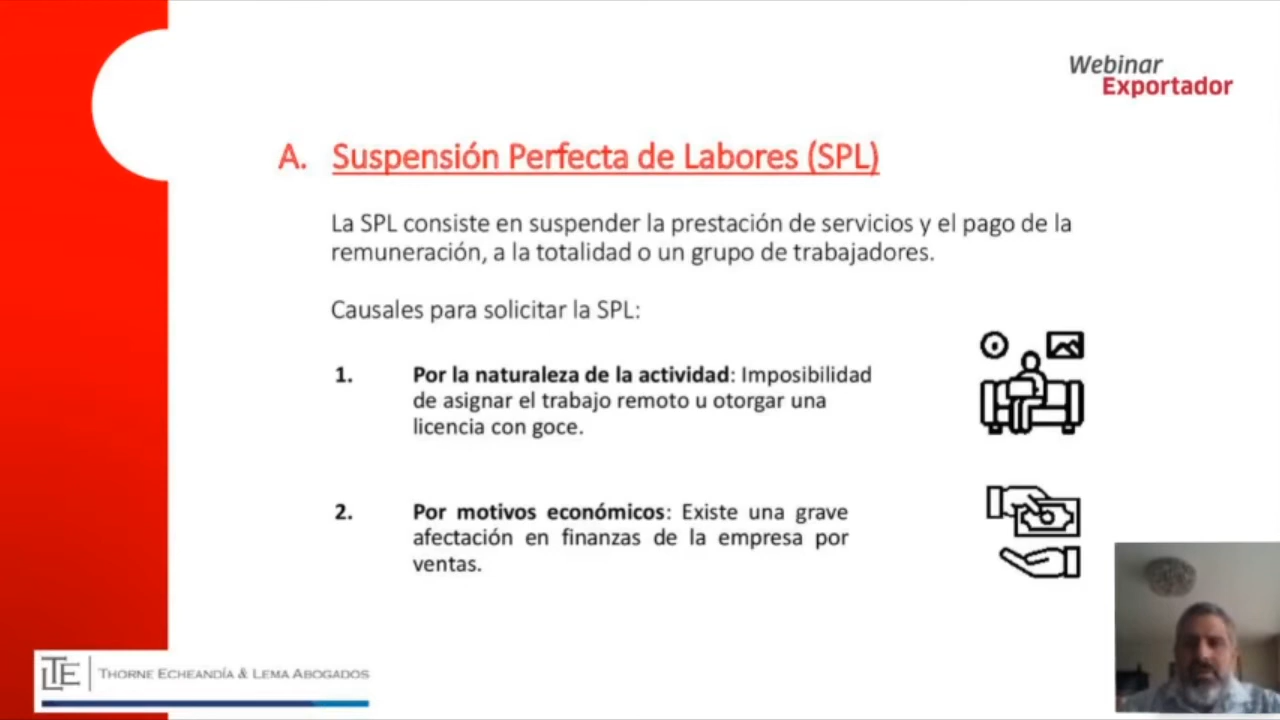 Webinar
Exportador
A. Suspensión Perfecta de Labores (SPL)
La SPL consiste en suspender la prestación de servicios y el pago de la
remuneración, a la totalidad o un grupo de trabajadores.
Causales para solicitar la SPL:
1. Por la naturaleza de la actividad: Imposibilidad
de asignar el trabajo remoto u otorgar una
licencia con goce.
2. Por motivos económicos: Existe una grave
afectación en finanzas de la empresa por
ventas.
LTE THORNE ECHEANDÍA & LEMA ABOGADOS